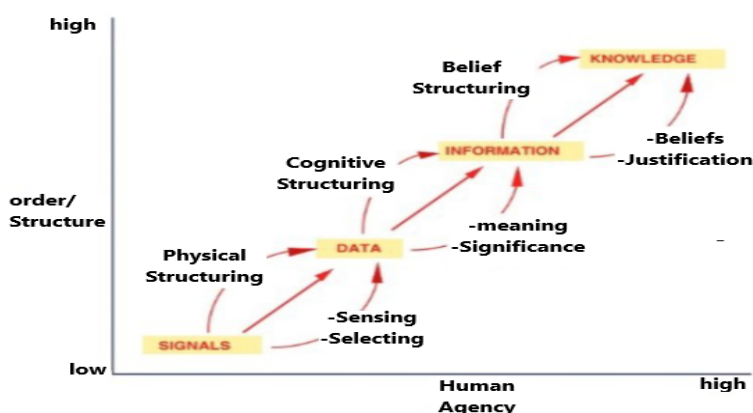 high
KNOWLEDGE
Belief
Structuring
-Beliefs
-Justification
INFORMATION
Cognitive
Structuring
order/
Structure
-meaning
-Significance
DATA
Physical
Structuring
-Sensing
-Selecting
SIGNALS
low
Human
Agency
high